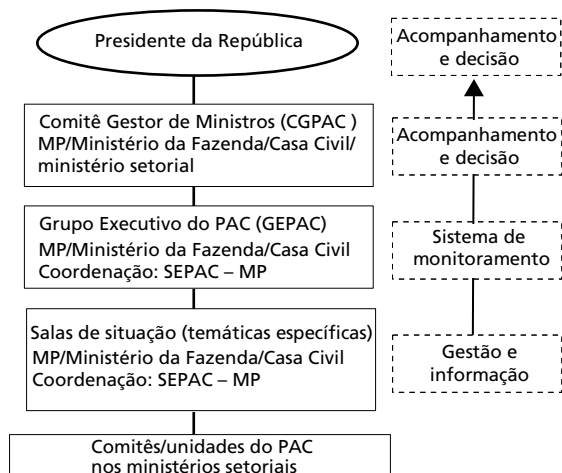 Presidente da República
Acompanhamento
e decisão
Comitê Gestor de Ministros (CGPAC )
MP/Ministério da Fazenda/Casa Civil/
ministério setorial
Acompanhamento
e decisão
Grupo Executivo do PAC (GEPAC)
MP/Ministério da Fazenda/Casa Civil
Coordenação: SEPAC – MP
Sistema de
monitoramento
Salas de situação (temáticas específicas)
MP/Ministério da Fazenda/Casa Civil
Coordenação: SEPAC – MP
Gestão e
informação
Comitês/unidades do PAC
nos ministérios setoriais